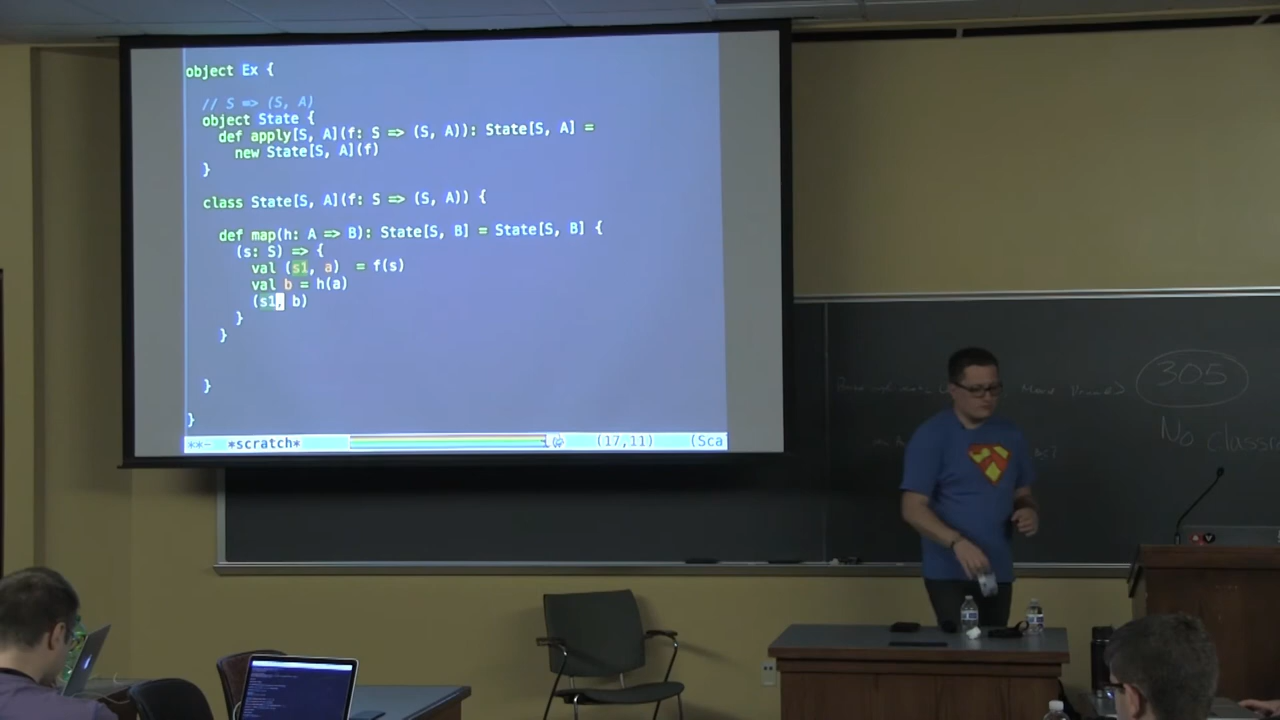 object Ex {
// S => (S, A)
object State {
def apply[S, A](f: S => (S, A)): State[S, A] =
new State[S, A](f)
}
class State[S, A](f: S => (S, A)) {
def map(h: A => B): State[S, B] = State[S, B] {
(s: S) => {
val (s1, a)  = f(s)
val b = h(a)
(s1, b)
}
}
}
}
**-  *scratch* (17,11) (Sca
305
No classi